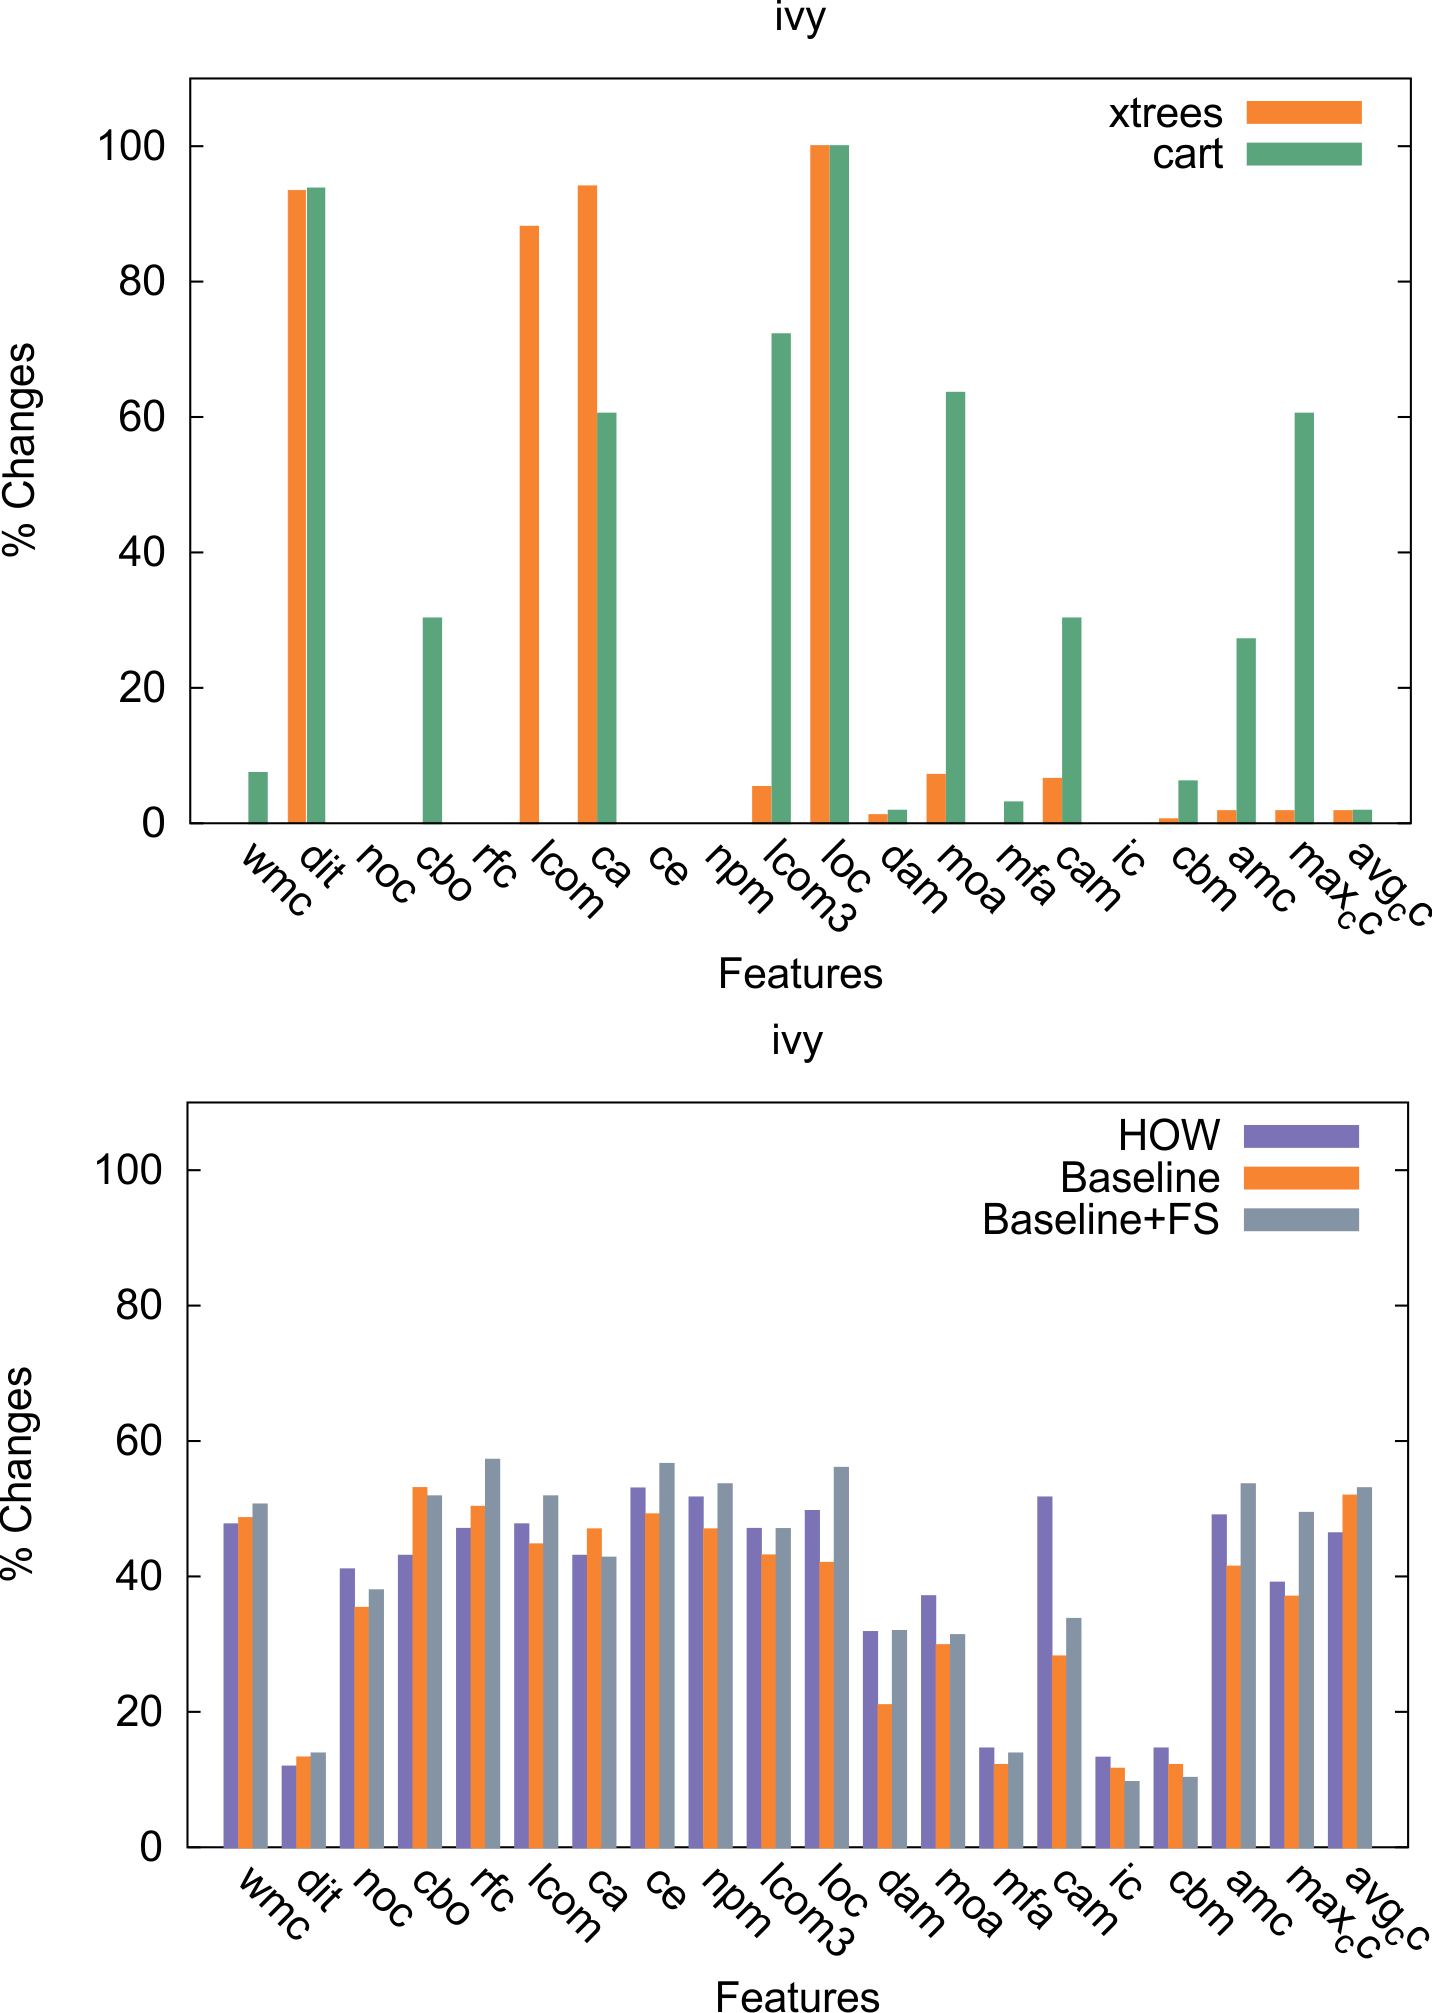 ivy
xtrees
cart
100
80
60
40
20
0
% Changes
wmc dit noc cbo rfc lcom ca ce npm lcom3 loc dam moa mfa cam ic cbm amc max_cc avg_cc
Features
ivy
HOW
Baseline
Baseline+FS
100
80
60
40
20
0
% Changes
wmc dit noc cbo rfc lcom ca ce npm lcom3 loc dam moa mfa cam ic cbm amc max_cc avg_cc
Features